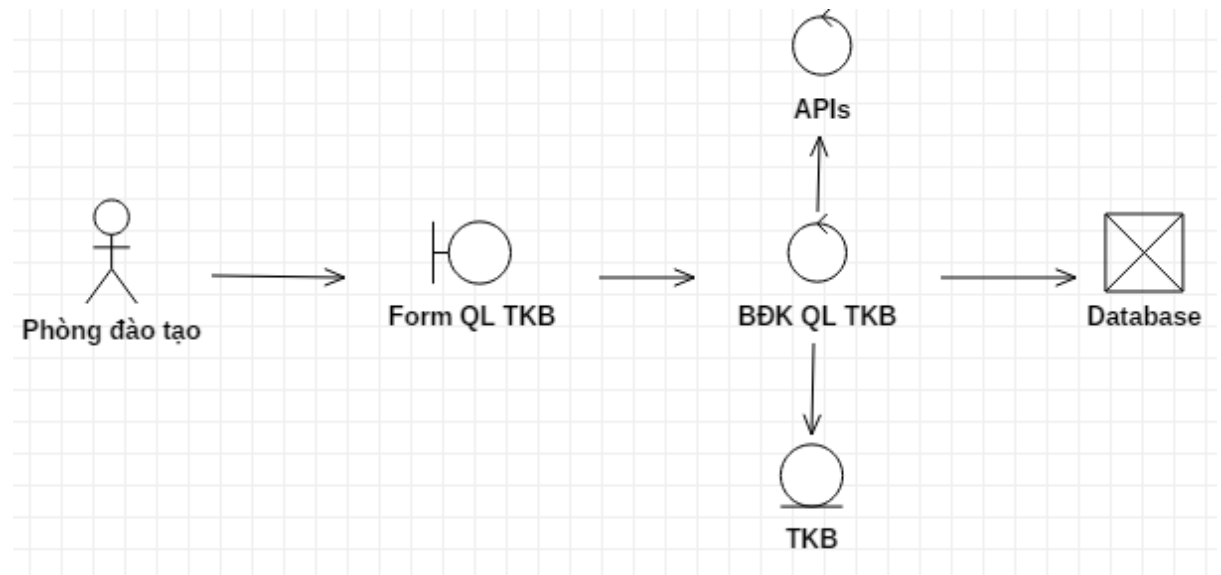 APIs
Phòng đào tạo
Form QL TKB
BĐK QL TKB
Database
TKB